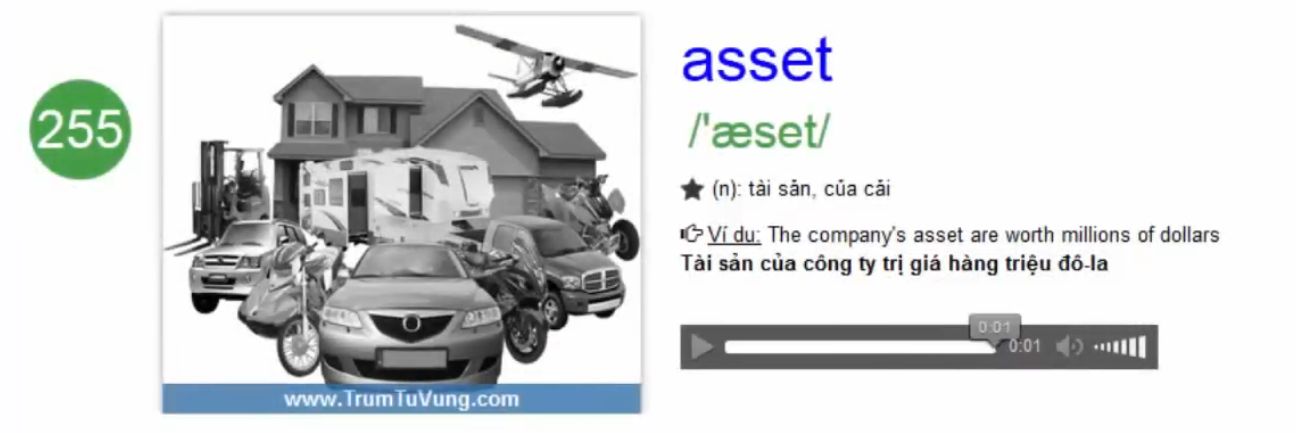 255
asset
/'æset/
(n): tài sản, của cải
Ví du: The company's asset are worth millions of dollars
Tài sản của công ty trị giá hàng triệu đô-la
0:01
0:01
www.TrumTuVung.com